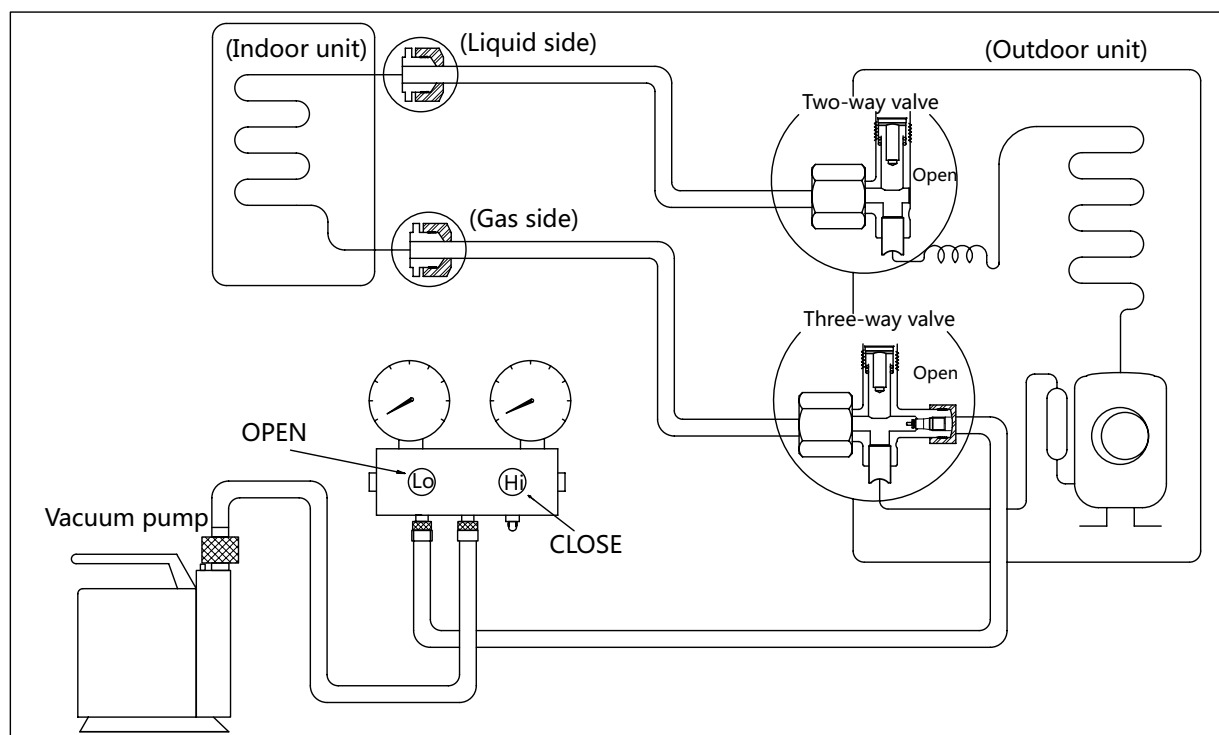 (Indoor unit)
(Liquid side)
(Outdoor unit)
Two-way valve
Open
(Gas side)
Three-way valve
Open
OPEN
Lo
Hi
Vacuum pump
CLOSE